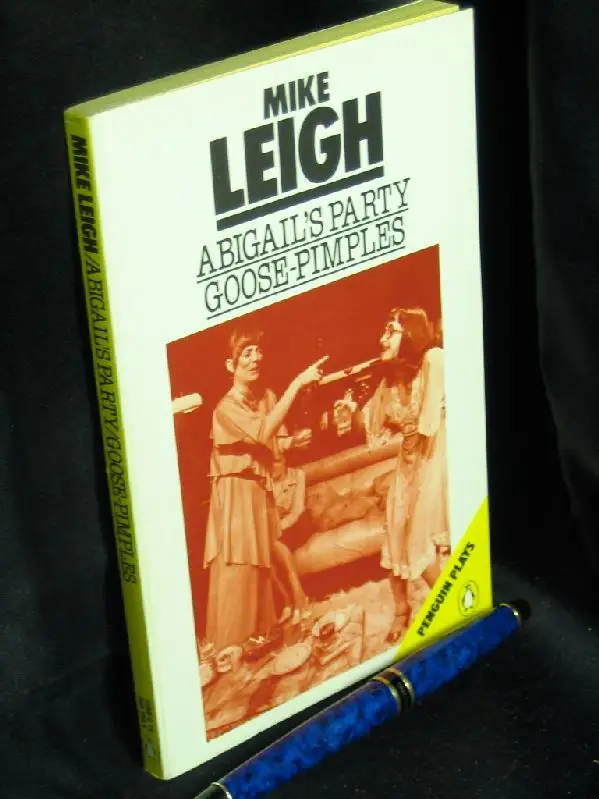 MIKE
LEIGH
ABIGAIL'S PARTY
GOOSE-PIMPLES
PENGUIN PLAYS
MIKE LEIGH/ABIGAIL'S PARTY/GOOSE-PIMPLES